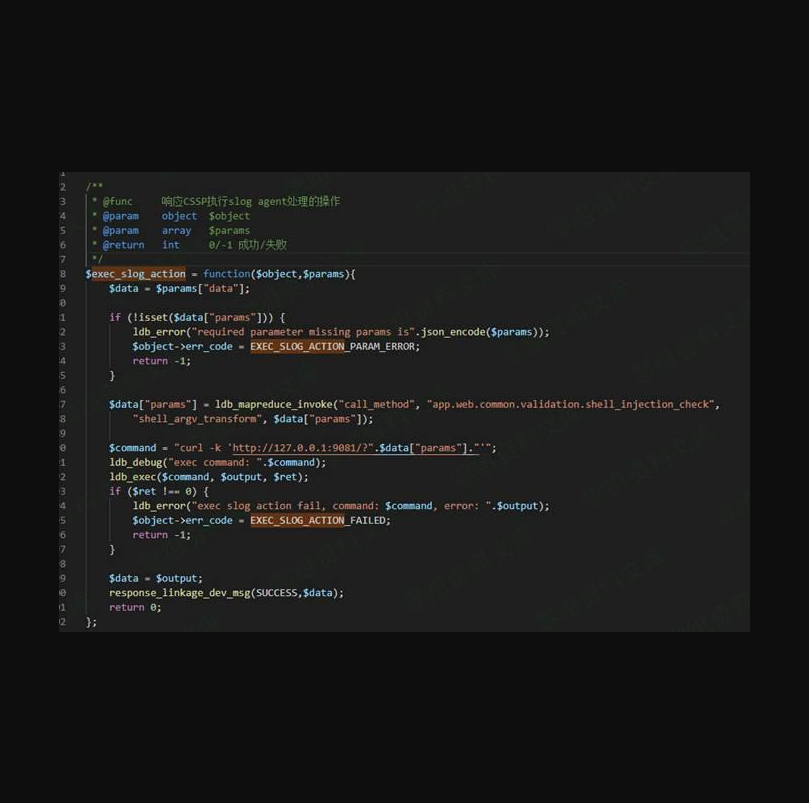 1
2 /**
3 * @func 响应CSSP执行slog agent处理的操作
4 * @param object $object
5 * @param array $params
6 * @return int 0/-1 成功/失败
7 */
8 $exec_slog_action = function($object,$params){
9 $data = $params["data"];
0
1 if (!isset($data["params"])) {
2 ldb_error("required parameter missing params is".json_encode($params));
3 $object->err_code = EXEC_SLOG_ACTION_PARAM_ERROR;
4 return -1;
5 }
6
7 $data["params"] = ldb_mapreduce_invoke("call_method", "app.web.common.validation.shell_injection_check",
8 "shell_argv_transform", $data["params"]);
9
0 $command = "curl -k 'http://127.0.0.1:9081/?".$data["params"]."'";
1 ldb_debug("exec command: ".$command);
2 ldb_exec($command, $output, $ret);
3 if ($ret !== 0) {
4 ldb_error("exec slog action fail, command: $command, error: ".$output);
5 $object->err_code = EXEC_SLOG_ACTION_FAILED;
6 return -1;
7 }
8
9 $data = $output;
0 response_linkage_dev_msg(SUCCESS,$data);
1 return 0;
2 };